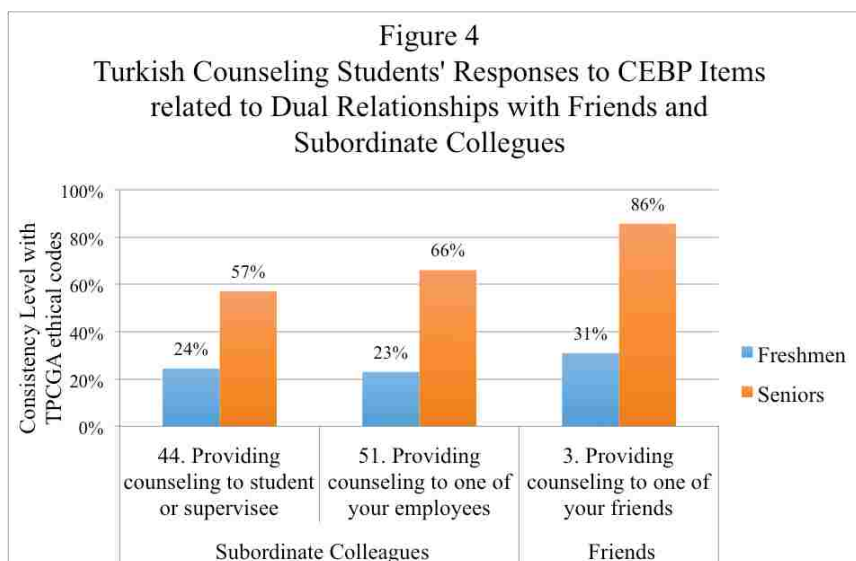 Figure 4
Turkish Counseling Students' Responses to CEBP Items
related to Dual Relationships with Friends and
Subordinate Collegues
Consistency Level with
TPCGA ethical codes
100%
80%
60%
40%
20%
0%
24%
57%
23%
66%
31%
86%
Freshmen
Seniors
44. Providing
counseling to student
or supervisee
51. Providing
counseling to one of
your employees
3. Providing
counseling to one of
your friends
Subordinate Colleagues
Friends